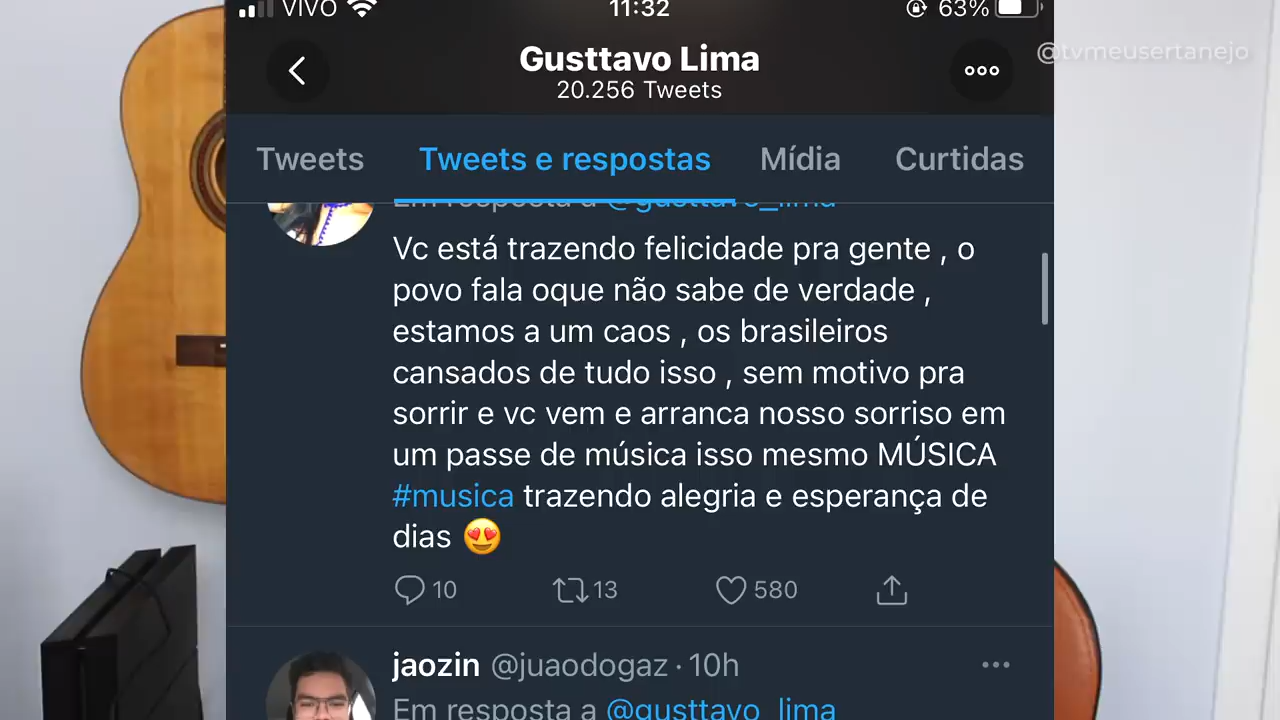 VIVO 11:32 63%
@tvmeusertanejo
Gusttavo Lima
20.256 Tweets
Tweets Tweets e respostas Mídia Curtidas
Em resposta a @gusttavo_lima
Vc está trazendo felicidade pra gente , o
povo fala oque não sabe de verdade ,
estamos a um caos , os brasileiros
cansados de tudo isso , sem motivo pra
sorrir e vc vem e arranca nosso sorriso em
um passe de música isso mesmo MÚSICA
#musica trazendo alegria e esperança de
dias 😍
10 13 580
jaozin @juaodogaz · 10h
Em resposta a @gusttavo_lima